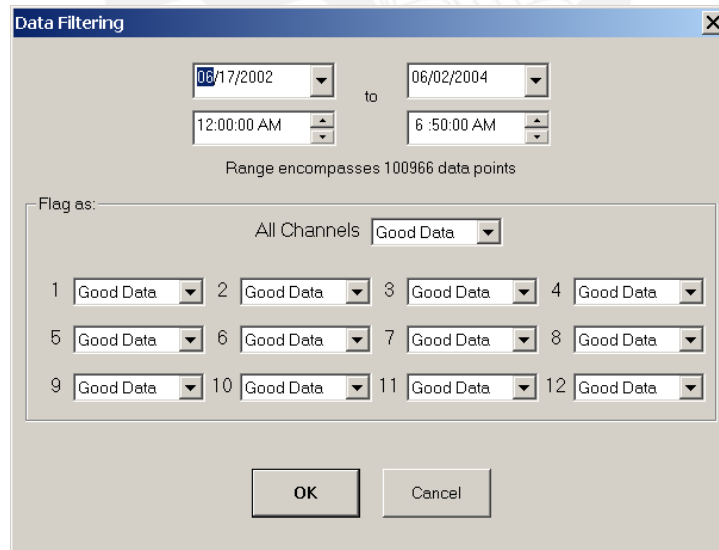 Data Filtering
06/17/2002 to 06/02/2004
12:00:00 AM 6 :50:00 AM
Range encompasses 100966 data points
Flag as:
All Channels Good Data
1 Good Data 2 Good Data 3 Good Data 4 Good Data
5 Good Data 6 Good Data 7 Good Data 8 Good Data
9 Good Data 10 Good Data 11 Good Data 12 Good Data
OK Cancel